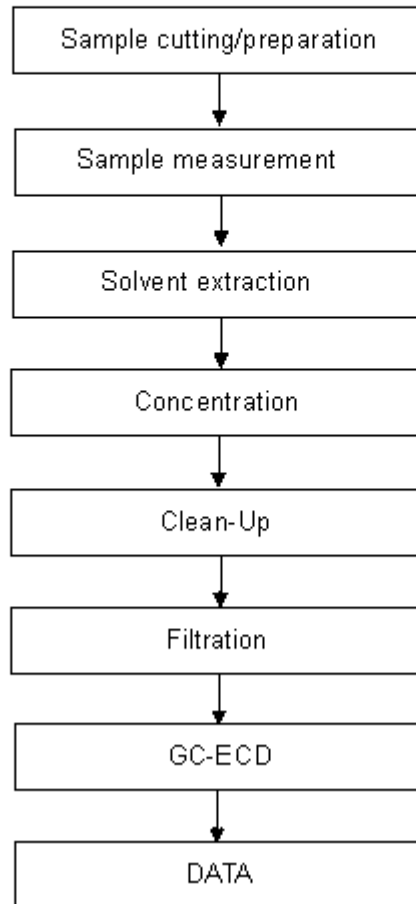 Sample cutting/preparation
Sample measurement
Solvent extraction
Concentration
Clean-Up
Filtration
GC-ECD
DATA